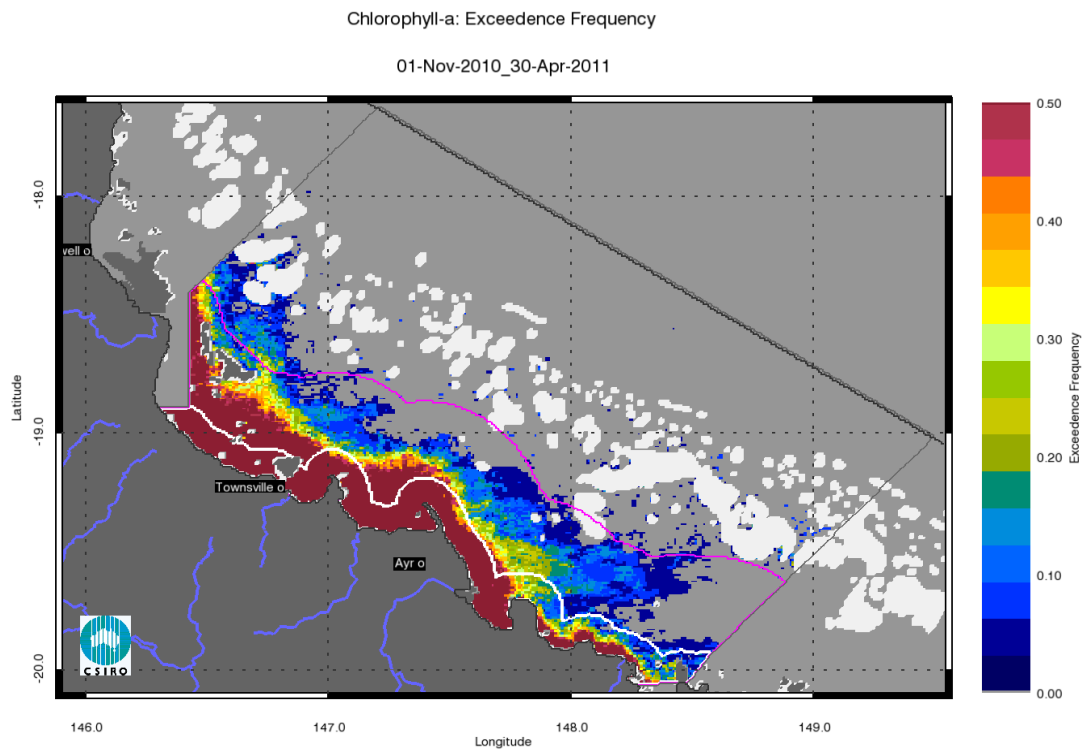 Chlorophyll-a: Exceedence Frequency
01-Nov-2010_30-Apr-2011
0.50
0.40
0.30
0.20
0.10
0.00
Exceedence Frequency
-18.0
-19.0
-20.0
Latitude
well o
Townsville o
Ayr o
CSIRO
146.0
147.0
148.0
149.0
Longitude